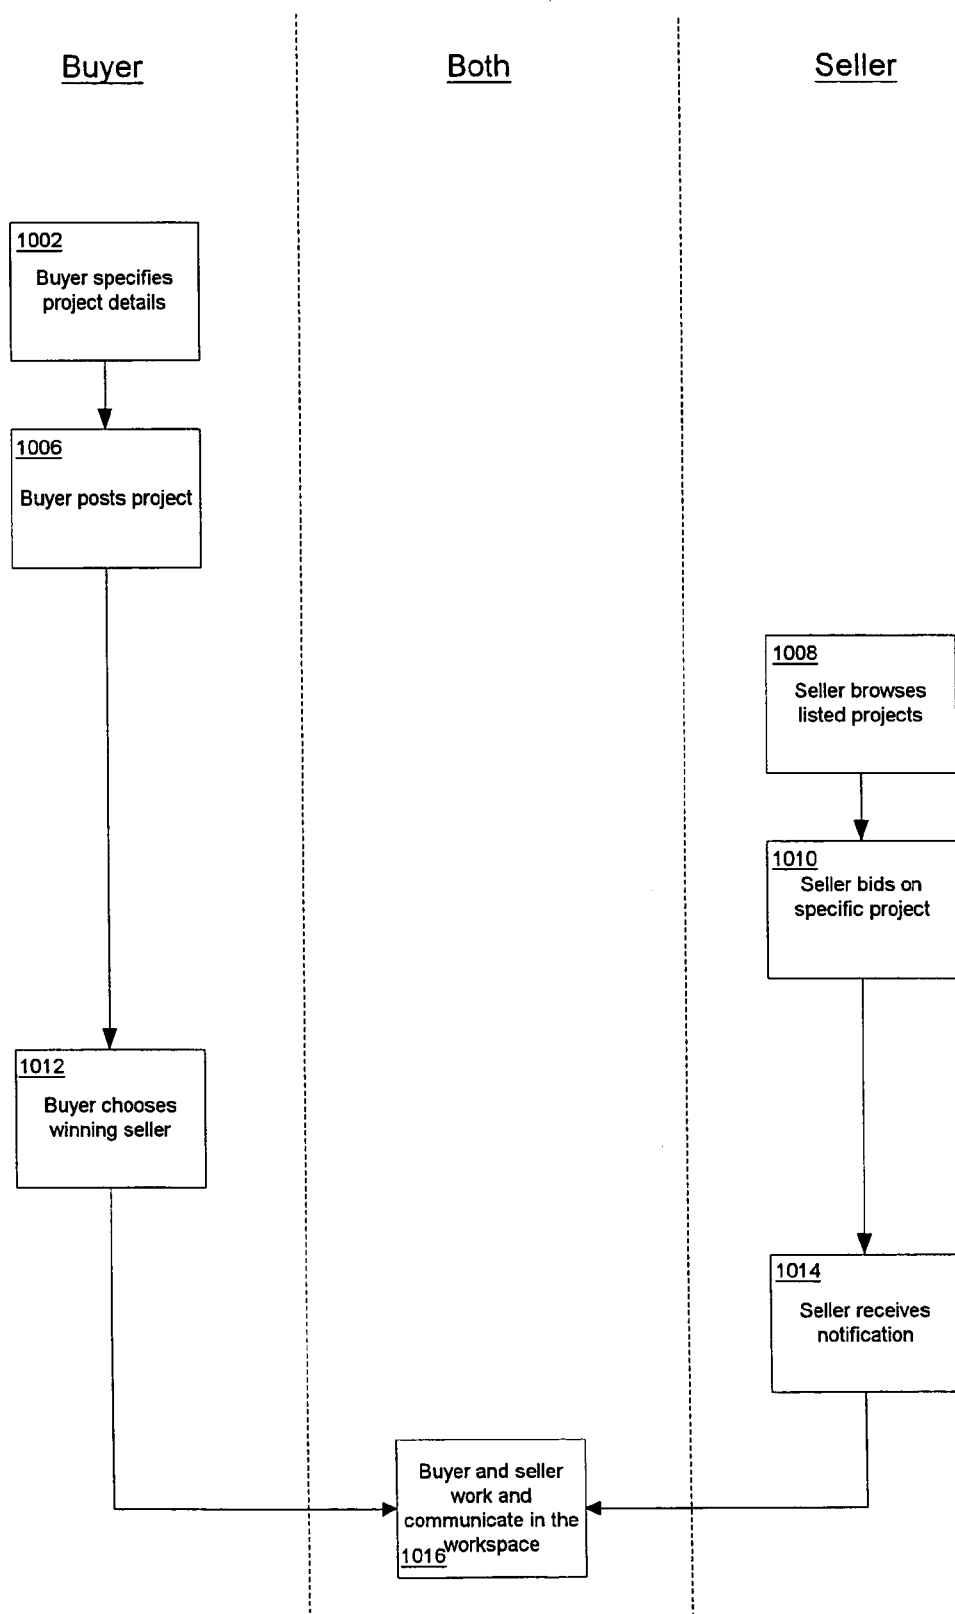 Buyer
Both
Seller
1002
Buyer specifies
project details
1006
Buyer posts project
1008
Seller browses
listed projects
1010
Seller bids on
specific project
1012
Buyer chooses
winning seller
1014
Seller receives
notification
Buyer and seller
work and
communicate in the
workspace
1016